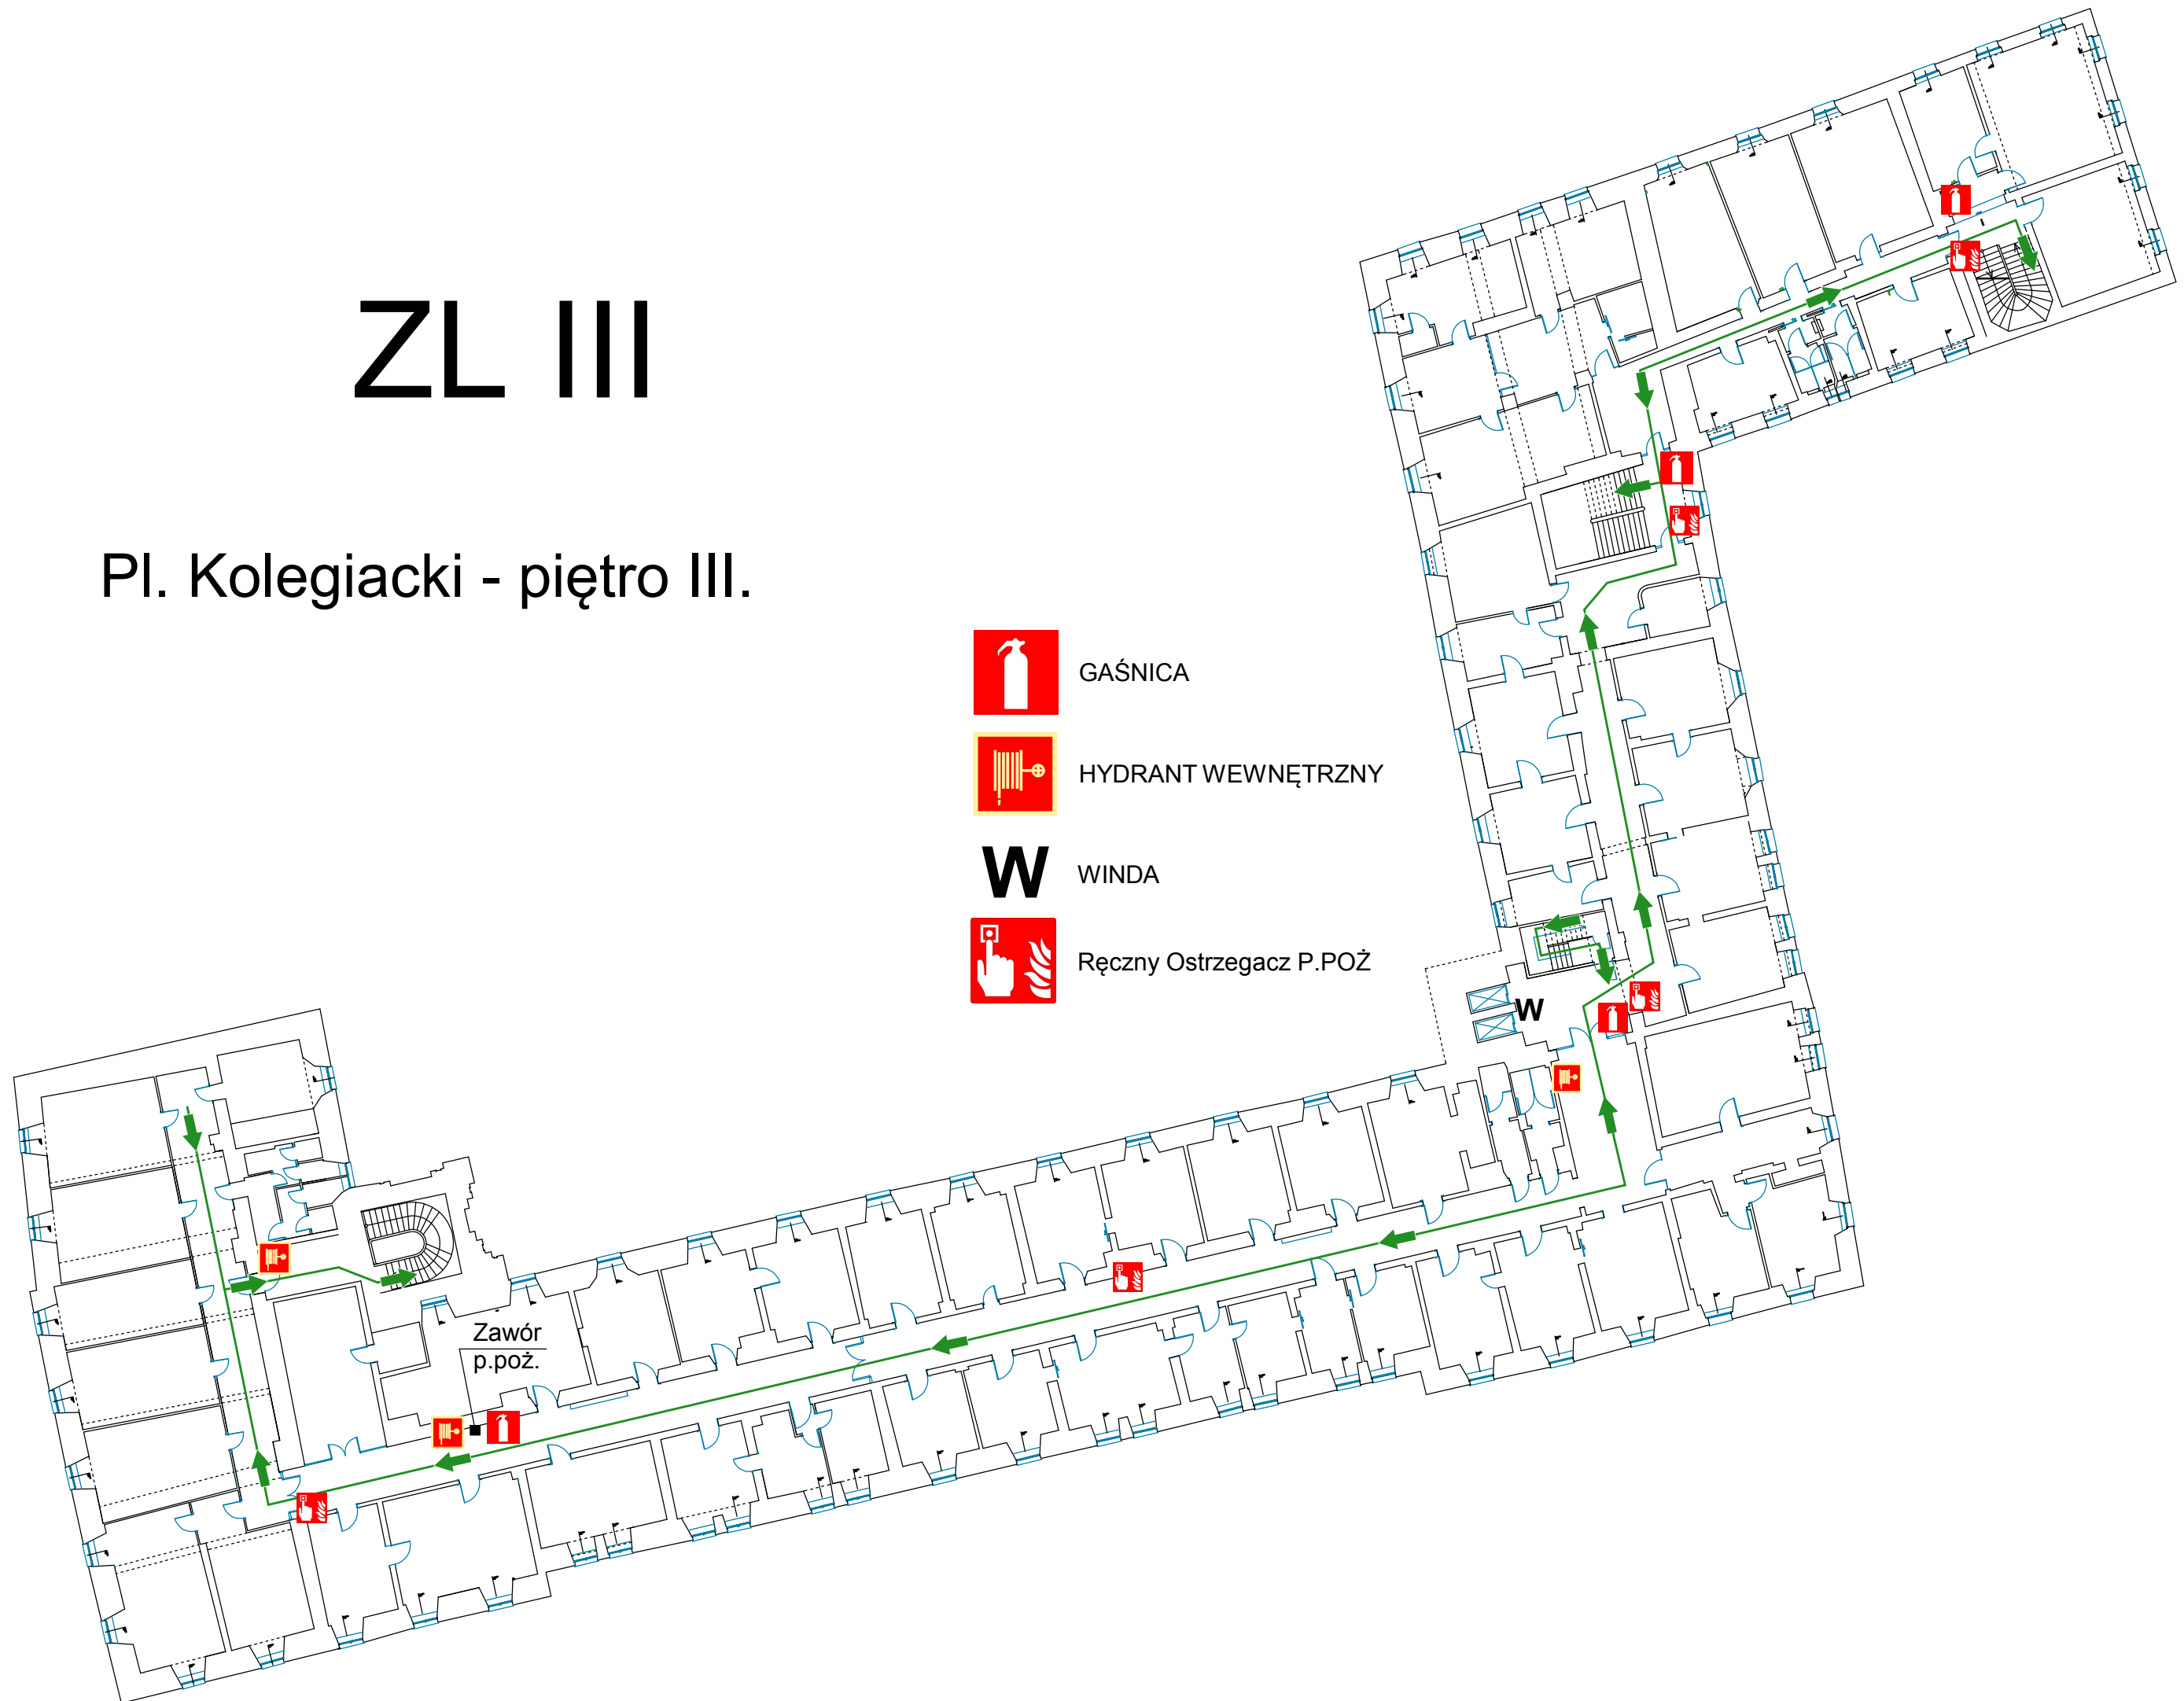 ZL III
Pl. Kolegiacki - piętro III.
GAŚNICA
HYDRANT WEWNĘTRZNY
W WINDA
Ręczny Ostrzegacz P.POŻ
W
Zawór
p.poż.